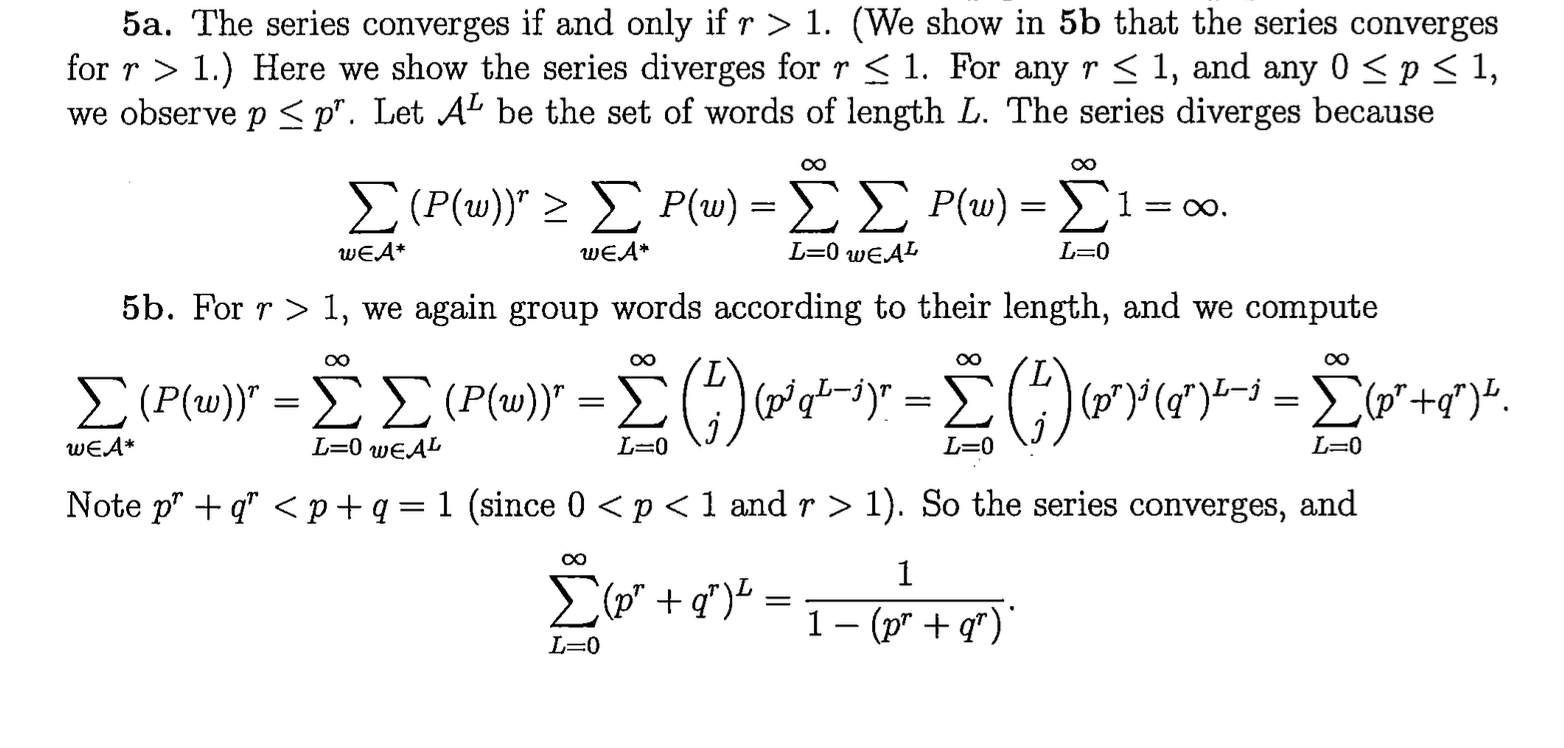 5a. The series converges if and only if r > 1. (We show in 5b that the series converges
for r > 1.) Here we show the series diverges for r ≤ 1. For any r ≤ 1, and any 0 ≤ p ≤ 1,
we observe p ≤ p^r. Let 𝒜^L be the set of words of length L. The series diverges because
∑_{w∈𝒜*} (P(w))^r ≥ ∑_{w∈𝒜*} P(w) = ∑_{L=0}^{∞} ∑_{w∈𝒜^L} P(w) = ∑_{L=0}^{∞} 1 = ∞.
5b. For r > 1, we again group words according to their length, and we compute
∑_{w∈𝒜*} (P(w))^r = ∑_{L=0}^{∞} ∑_{w∈𝒜^L} (P(w))^r = ∑_{L=0}^{∞} \binom{L}{j} (p^j q^{L−j})^r = ∑_{L=0}^{∞} \binom{L}{j} (p^r)^j (q^r)^{L−j} = ∑_{L=0}^{∞} (p^r + q^r)^L.
Note p^r + q^r < p + q = 1 (since 0 < p < 1 and r > 1). So the series converges, and
∑_{L=0}^{∞} (p^r + q^r)^L = \frac{1}{1 − (p^r + q^r)}.